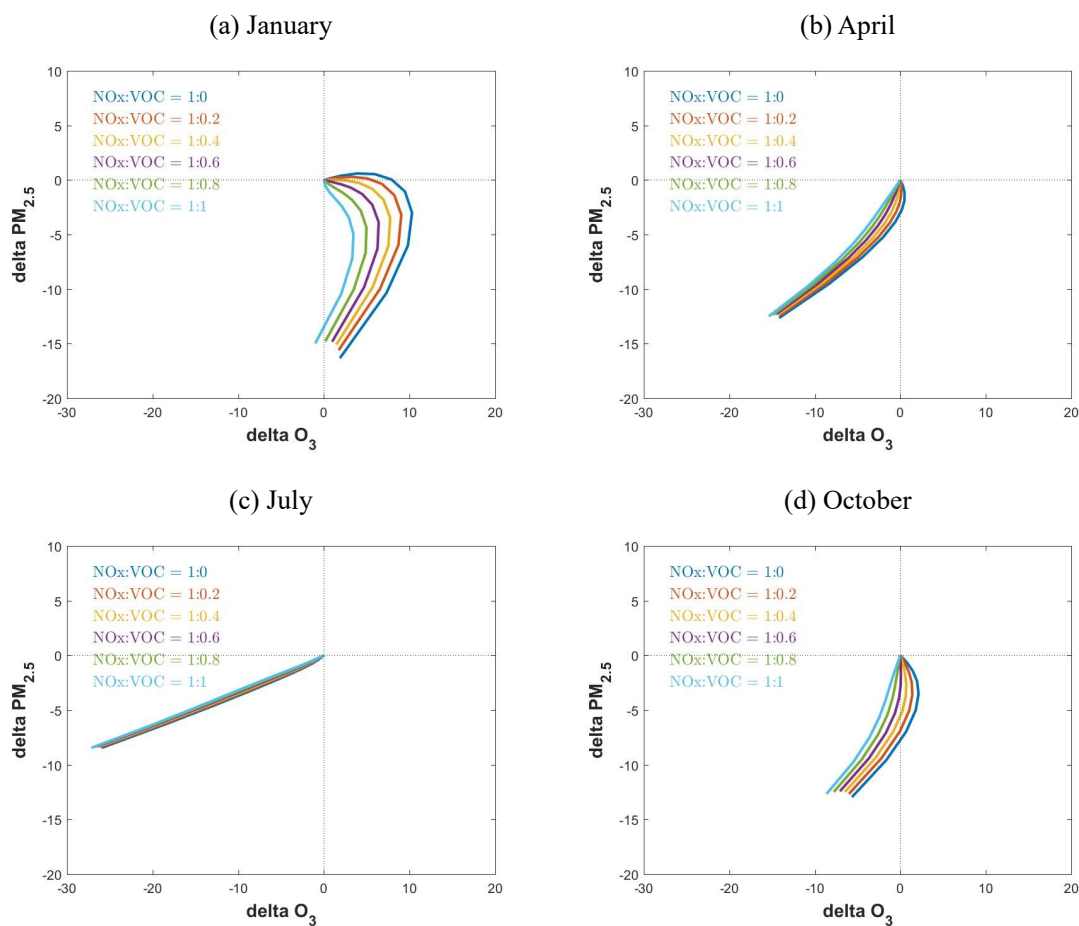 (a) January
10
5
0
-5
-10
-15
-20
-30
-20
-10
0
10
20
delta PM2.5
delta O3
NOx:VOC = 1:0
NOx:VOC = 1:0.2
NOx:VOC = 1:0.4
NOx:VOC = 1:0.6
NOx:VOC = 1:0.8
NOx:VOC = 1:1
(b) April
10
5
0
-5
-10
-15
-20
-30
-20
-10
0
10
20
delta PM2.5
delta O3
NOx:VOC = 1:0
NOx:VOC = 1:0.2
NOx:VOC = 1:0.4
NOx:VOC = 1:0.6
NOx:VOC = 1:0.8
NOx:VOC = 1:1
(c) July
10
5
0
-5
-10
-15
-20
-30
-20
-10
0
10
20
delta PM2.5
delta O3
NOx:VOC = 1:0
NOx:VOC = 1:0.2
NOx:VOC = 1:0.4
NOx:VOC = 1:0.6
NOx:VOC = 1:0.8
NOx:VOC = 1:1
(d) October
10
5
0
-5
-10
-15
-20
-30
-20
-10
0
10
20
delta PM2.5
delta O3
NOx:VOC = 1:0
NOx:VOC = 1:0.2
NOx:VOC = 1:0.4
NOx:VOC = 1:0.6
NOx:VOC = 1:0.8
NOx:VOC = 1:1